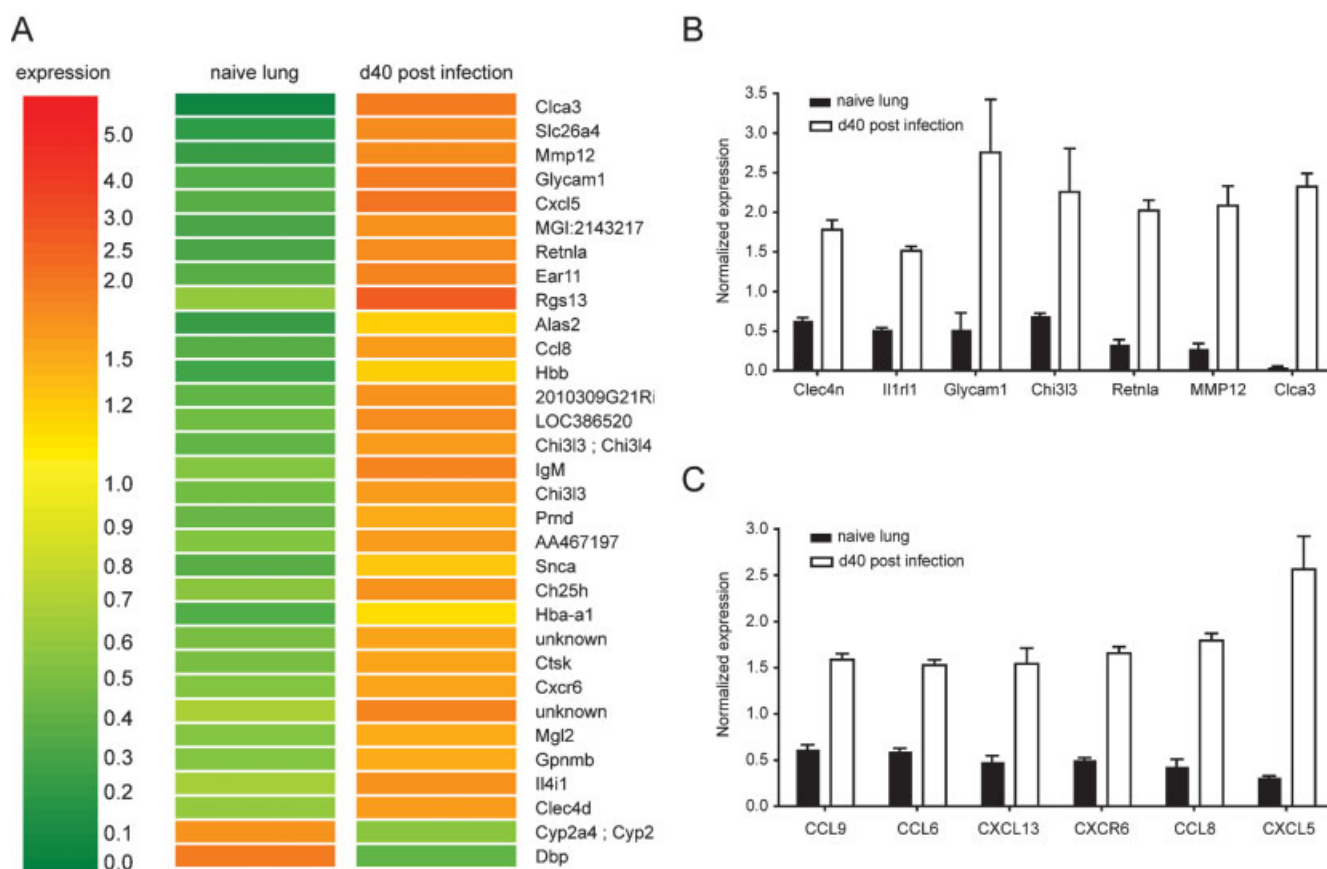 A
expression
naive lung
d40 post infection
5.0
4.0
3.0
2.5
2.0
1.5
1.2
1.0
0.9
0.8
0.7
0.6
0.5
0.4
0.3
0.2
0.1
0.0
Clca3
Slc26a4
Mmp12
Glycam1
Cxcl5
MGI:2143217
Retnla
Ear11
Rgs13
Alas2
Ccl8
Hbb
2010309G21Ri
LOC386520
Chi3l3 ; Chi3l4
IgM
Chi3l3
Prnd
AA467197
Snca
Ch25h
Hba-a1
unknown
Ctsk
Cxcr6
unknown
Mgl2
Gpnmb
Il4i1
Clec4d
Cyp2a4 ; Cyp2
Dbp
B
naive lung
d40 post infection
Normalized expression
3.5
3.0
2.5
2.0
1.5
1.0
0.5
0.0
Clec4n Il1rl1 Glycam1 Chi3l3 Retnla MMP12 Clca3
C
naive lung
d40 post infection
Normalized expression
3.0
2.5
2.0
1.5
1.0
0.5
0.0
CCL9 CCL6 CXCL13 CXCR6 CCL8 CXCL5